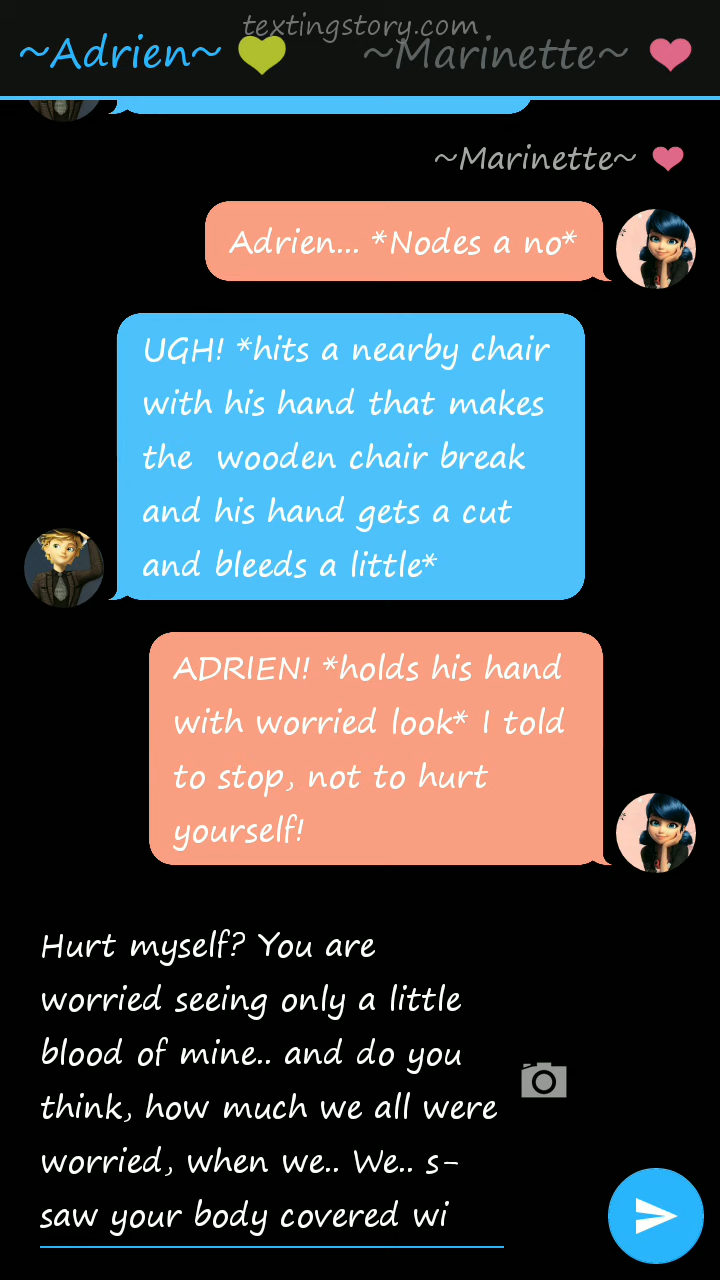 textingstory.com
~Adrien~
~Marinette~
~Marinette~
Adrien... *Nodes a no*
UGH! *hits a nearby chair
with his hand that makes
the  wooden chair break
and his hand gets a cut
and bleeds a little*
ADRIEN! *holds his hand
with worried look* I told
to stop, not to hurt
yourself!
Hurt myself? You are
worried seeing only a little
blood of mine.. and do you
think, how much we all were
worried, when we.. We.. s-
saw your body covered wi